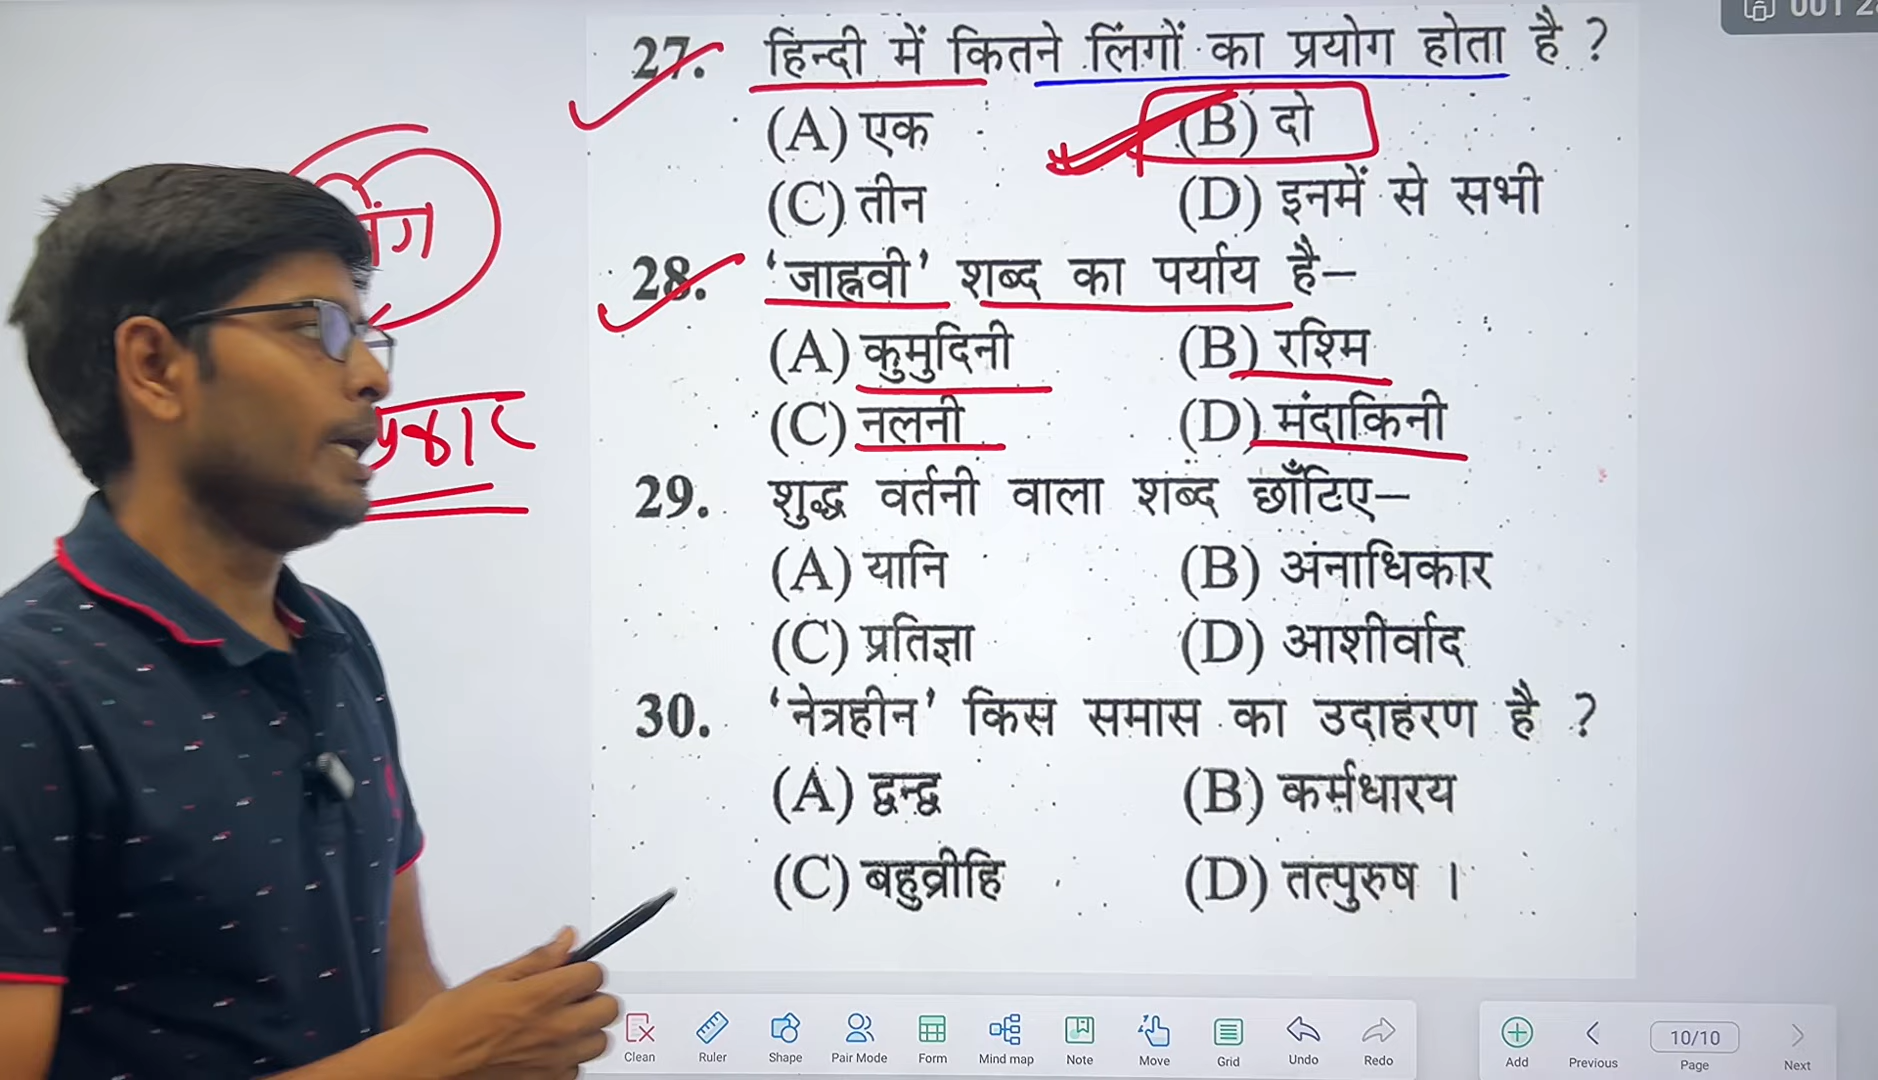 27. हिन्दी में कितने लिंगों का प्रयोग होता है ?
(A) एक (B) दो
(C) तीन (D) इनमें से सभी
28. 'जाह्नवी' शब्द का पर्याय है–
(A) कुमुदिनी (B) रश्मि
(C) नलनी (D) मंदाकिनी
29. शुद्ध वर्तनी वाला शब्द छाँटिए–
(A) यानि (B) अंनाधिकार
(C) प्रतिज्ञा (D) आशीर्वाद
30. 'नेत्रहीन' किस समास का उदाहरण है ?
(A) द्वन्द्व (B) कर्मधारय
(C) बहुव्रीहि (D) तत्पुरुष ।
Clean Ruler Shape Pair Mode Form Mind map Note Move Grid Undo Redo Add Previous 10/10 Page Next